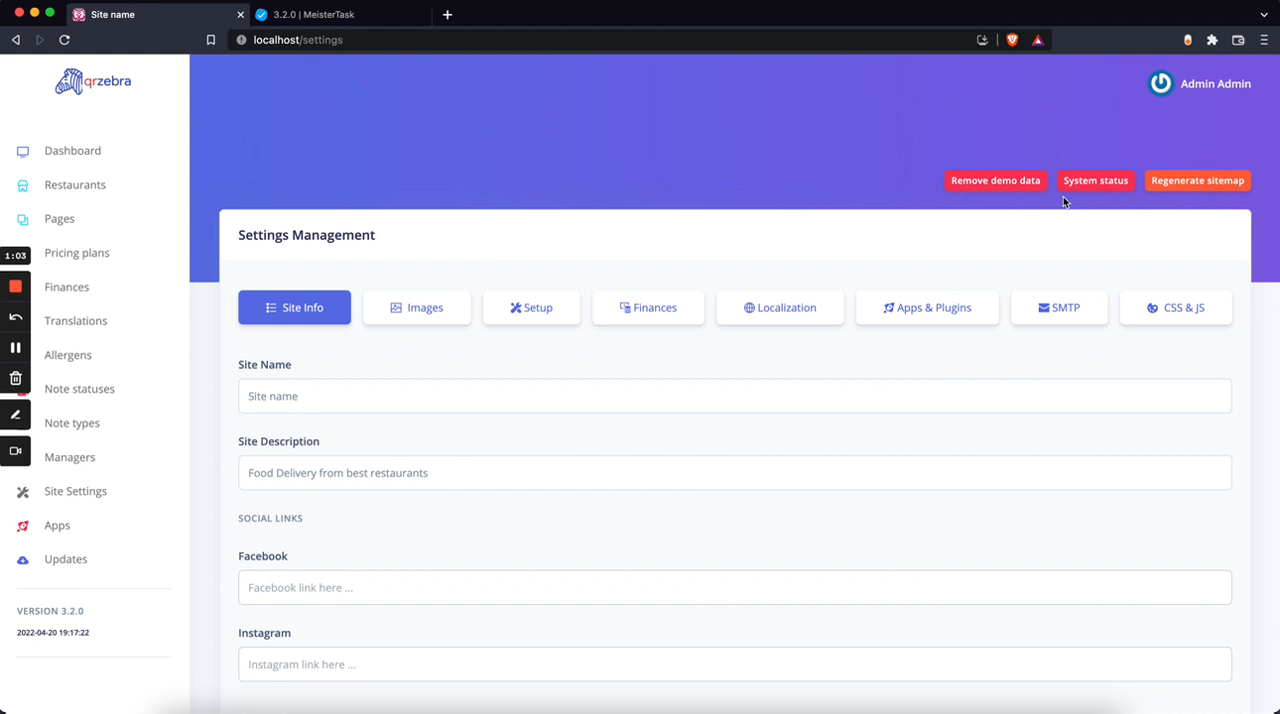 Site name
3.2.0 | MeisterTask
localhost/settings
qrzebra
Admin Admin
Dashboard
Restaurants
Pages
Pricing plans
Finances
Translations
Allergens
Note statuses
Note types
Managers
Site Settings
Apps
Updates
VERSION 3.2.0
2022-04-20 19:17:22
1:03
Remove demo data
System status
Regenerate sitemap
Settings Management
Site Info
Images
Setup
Finances
Localization
Apps & Plugins
SMTP
CSS & JS
Site Name
Site name
Site Description
Food Delivery from best restaurants
SOCIAL LINKS
Facebook
Facebook link here ...
Instagram
Instagram link here ...